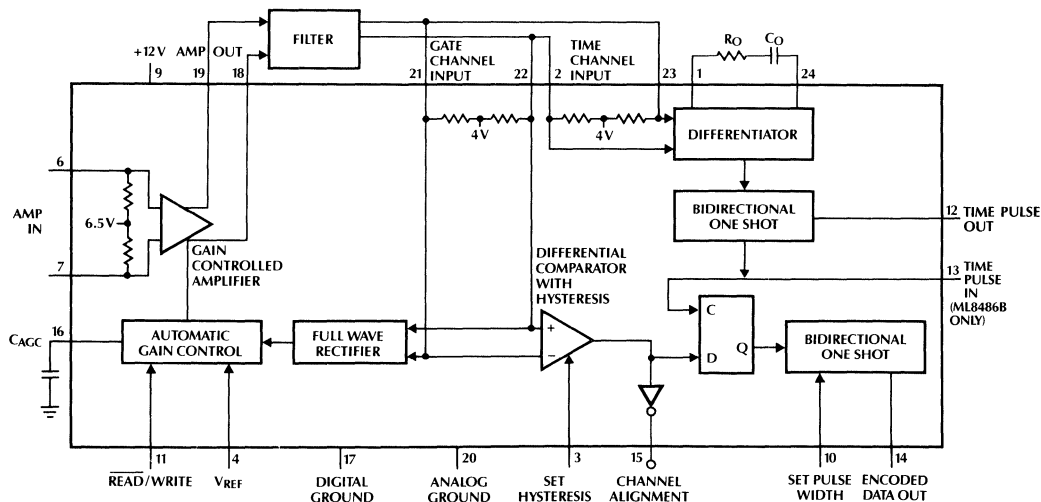 FILTER
RO
CO
+12V AMP OUT
9
19
18
GATE
CHANNEL
INPUT
21
22
TIME
CHANNEL
INPUT
2
23
1
24
4V
4V
DIFFERENTIATOR
6
AMP
IN
7
6.5V
GAIN
CONTROLLED
AMPLIFIER
BIDIRECTIONAL
ONE SHOT
12 TIME PULSE
OUT
DIFFERENTIAL
COMPARATOR
WITH
HYSTERESIS
13 TIME
PULSE
IN
(ML8486B
ONLY)
16
CAGC
AUTOMATIC
GAIN CONTROL
FULL WAVE
RECTIFIER
+
−
C
D
Q
BIDIRECTIONAL
ONE SHOT
11
READ/WRITE
4
VREF
17
DIGITAL
GROUND
20
ANALOG
GROUND
3
SET
HYSTERESIS
15
CHANNEL
ALIGNMENT
10
SET PULSE
WIDTH
14
ENCODED
DATA OUT